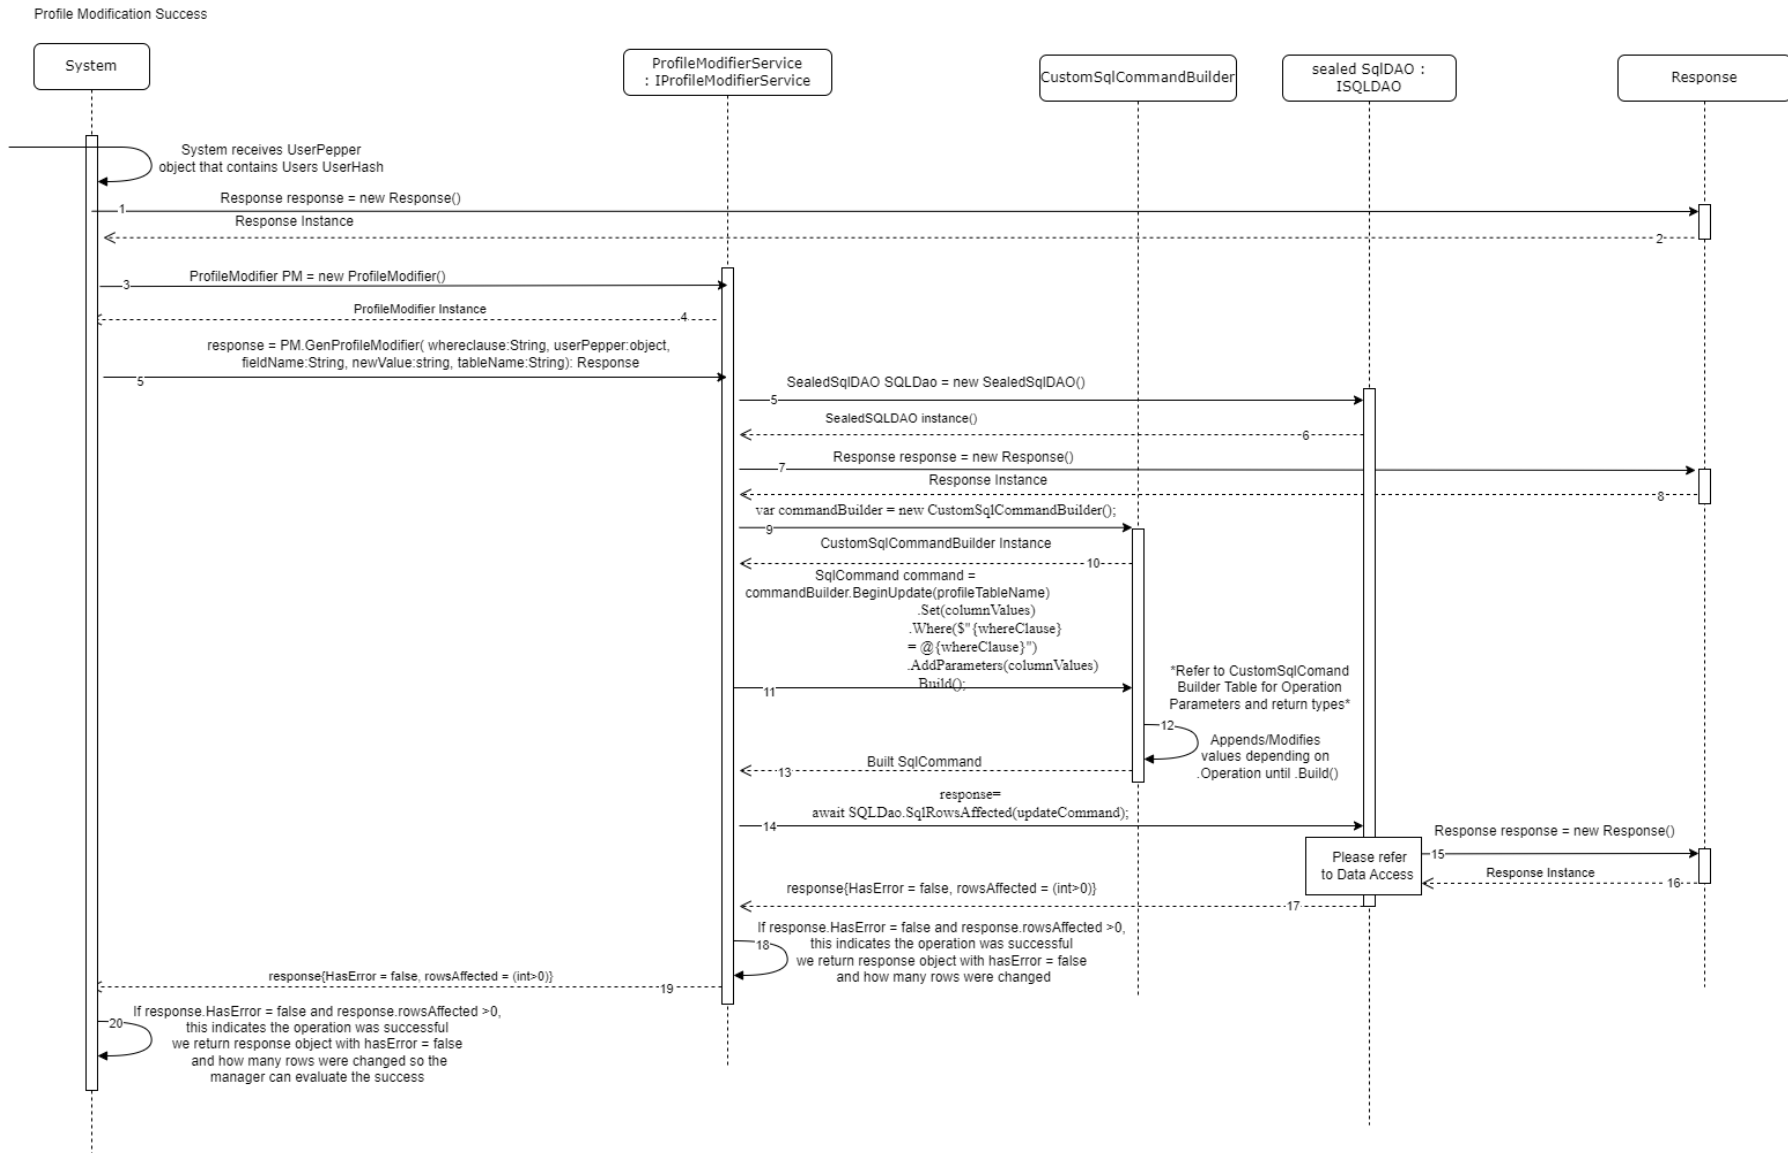 Profile Modification Success
System
ProfileModifierService
: IProfileModifierService
CustomSqlCommandBuilder
sealed SqlDAO :
ISQLDAO
Response
System receives UserPepper
object that contains Users UserHash
Response response = new Response()
1
Response Instance
2
ProfileModifier PM = new ProfileModifier()
3
ProfileModifier Instance
4
response = PM.GenProfileModifier( whereclause:String, userPepper:object,
fieldName:String, newValue:string, tableName:String): Response
5
SealedSqlDAO SQLDao = new SealedSqlDAO()
5
SealedSQLDAO instance()
6
Response response = new Response()
7
Response Instance
8
var commandBuilder = new CustomSqlCommandBuilder();
9
CustomSqlCommandBuilder Instance
10
SqlCommand command =
commandBuilder.BeginUpdate(profileTableName)
.Set(columnValues)
.Where($"{whereClause}
= @{whereClause}")
.AddParameters(columnValues)
.Build();
11
*Refer to CustomSqlComand
Builder Table for Operation
Parameters and return types*
12
Appends/Modifies
values depending on
.Operation until .Build()
Built SqlCommand
13
response=
await SQLDao.SqlRowsAffected(updateCommand);
14
Please refer
to Data Access
Response response = new Response()
15
Response Instance
16
response{HasError = false, rowsAffected = (int>0)}
17
If response.HasError = false and response.rowsAffected >0,
this indicates the operation was successful
we return response object with hasError = false
and how many rows were changed
18
response{HasError = false, rowsAffected = (int>0)}
19
If response.HasError = false and response.rowsAffected >0,
this indicates the operation was successful
we return response object with hasError = false
and how many rows were changed so the
manager can evaluate the success
20